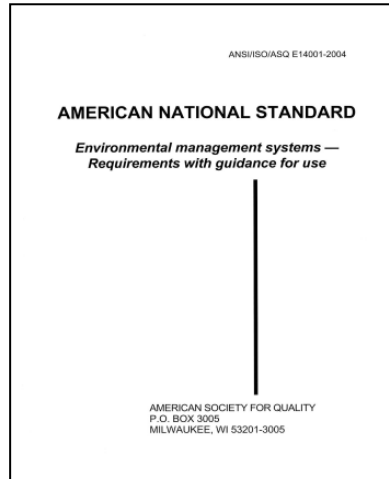 ANSI/ISO/ASQ E14001-2004
AMERICAN NATIONAL STANDARD
Environmental management systems —
Requirements with guidance for use
AMERICAN SOCIETY FOR QUALITY
P.O. BOX 3005
MILWAUKEE, WI 53201-3005